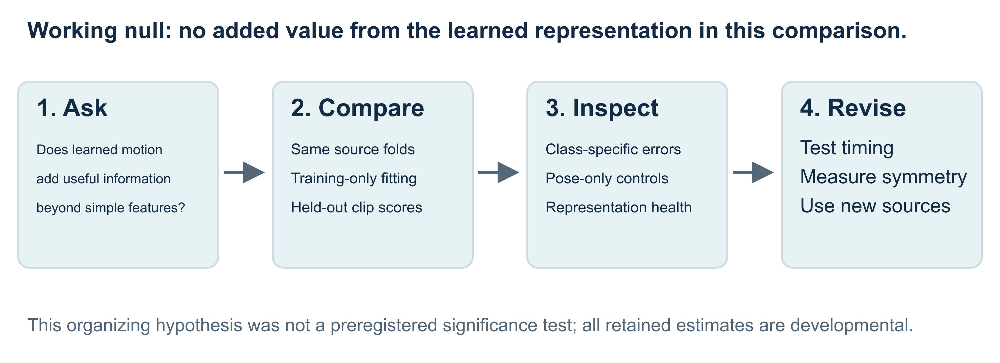 Working null: no added value from the learned representation in this comparison.
1. Ask
Does learned motion
add useful information
beyond simple features?
2. Compare
Same source folds
Training-only fitting
Held-out clip scores
3. Inspect
Class-specific errors
Pose-only controls
Representation health
4. Revise
Test timing
Measure symmetry
Use new sources
This organizing hypothesis was not a preregistered significance test; all retained estimates are developmental.